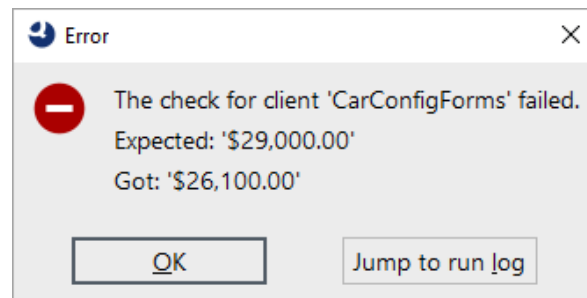 Error
The check for client 'CarConfigForms' failed.
Expected: '$29,000.00'
Got: '$26,100.00'
OK
Jump to run log